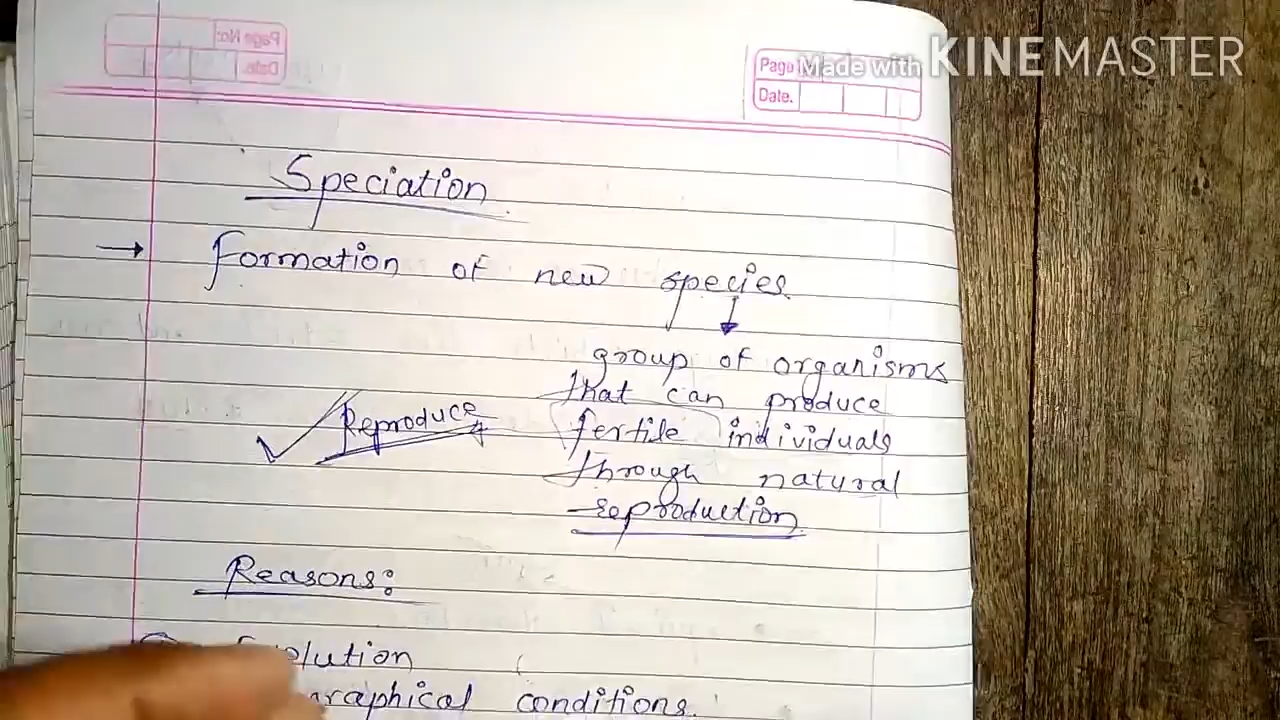 Page No:
Date.
Page
Made with KINEMASTER
Date.
Speciation
→ Formation of new species
group of organisms
that can produce
Reproduce
fertile individuals
through natural
reproduction
Reasons:
conditions.